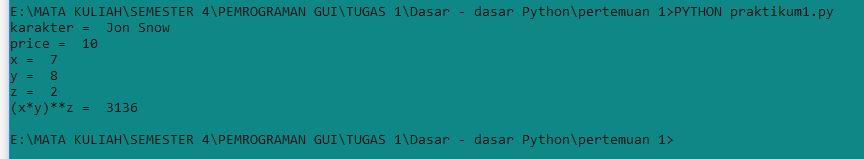 E:\MATA KULIAH\SEMESTER 4\PEMROGRAMAN GUI\TUGAS 1\Dasar - dasar Python\pertemuan 1>PYTHON praktikum1.py
karakter =  Jon Snow
price =  10
x =  7
y =  8
z =  2
(x*y)**z =  3136
E:\MATA KULIAH\SEMESTER 4\PEMROGRAMAN GUI\TUGAS 1\Dasar - dasar Python\pertemuan 1>